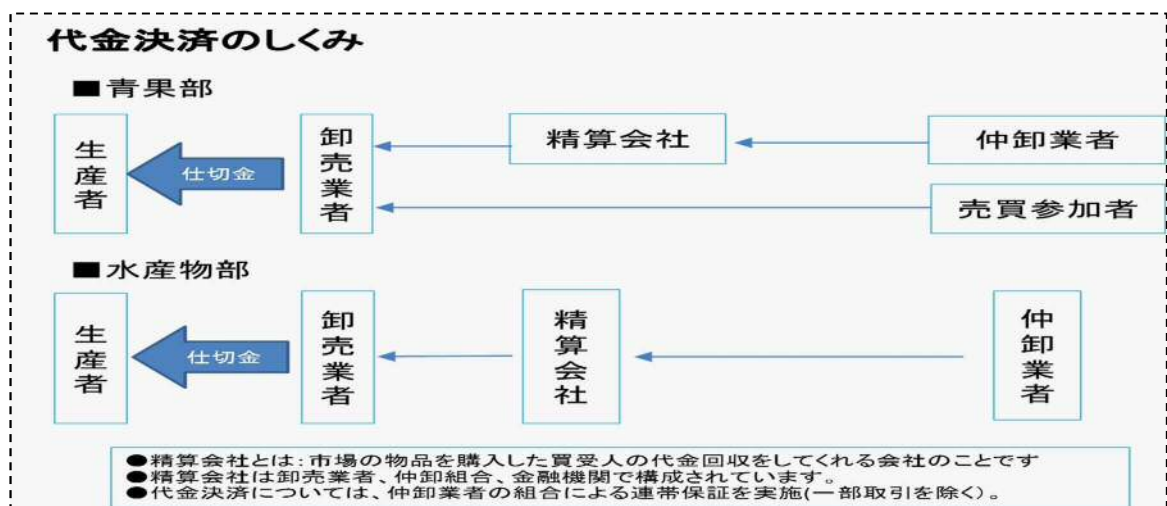 代金決済のしくみ
■青果部
生産者
仕切金
卸売業者
精算会社
仲卸業者
売買参加者
■水産物部
生産者
仕切金
卸売業者
精算会社
仲卸業者
●精算会社とは:市場の物品を購入した買受人の代金回収をしてくれる会社のことです
●精算会社は卸売業者、仲卸組合、金融機関で構成されています。
●代金決済については、仲卸業者の組合による連帯保証を実施(一部取引を除く)。